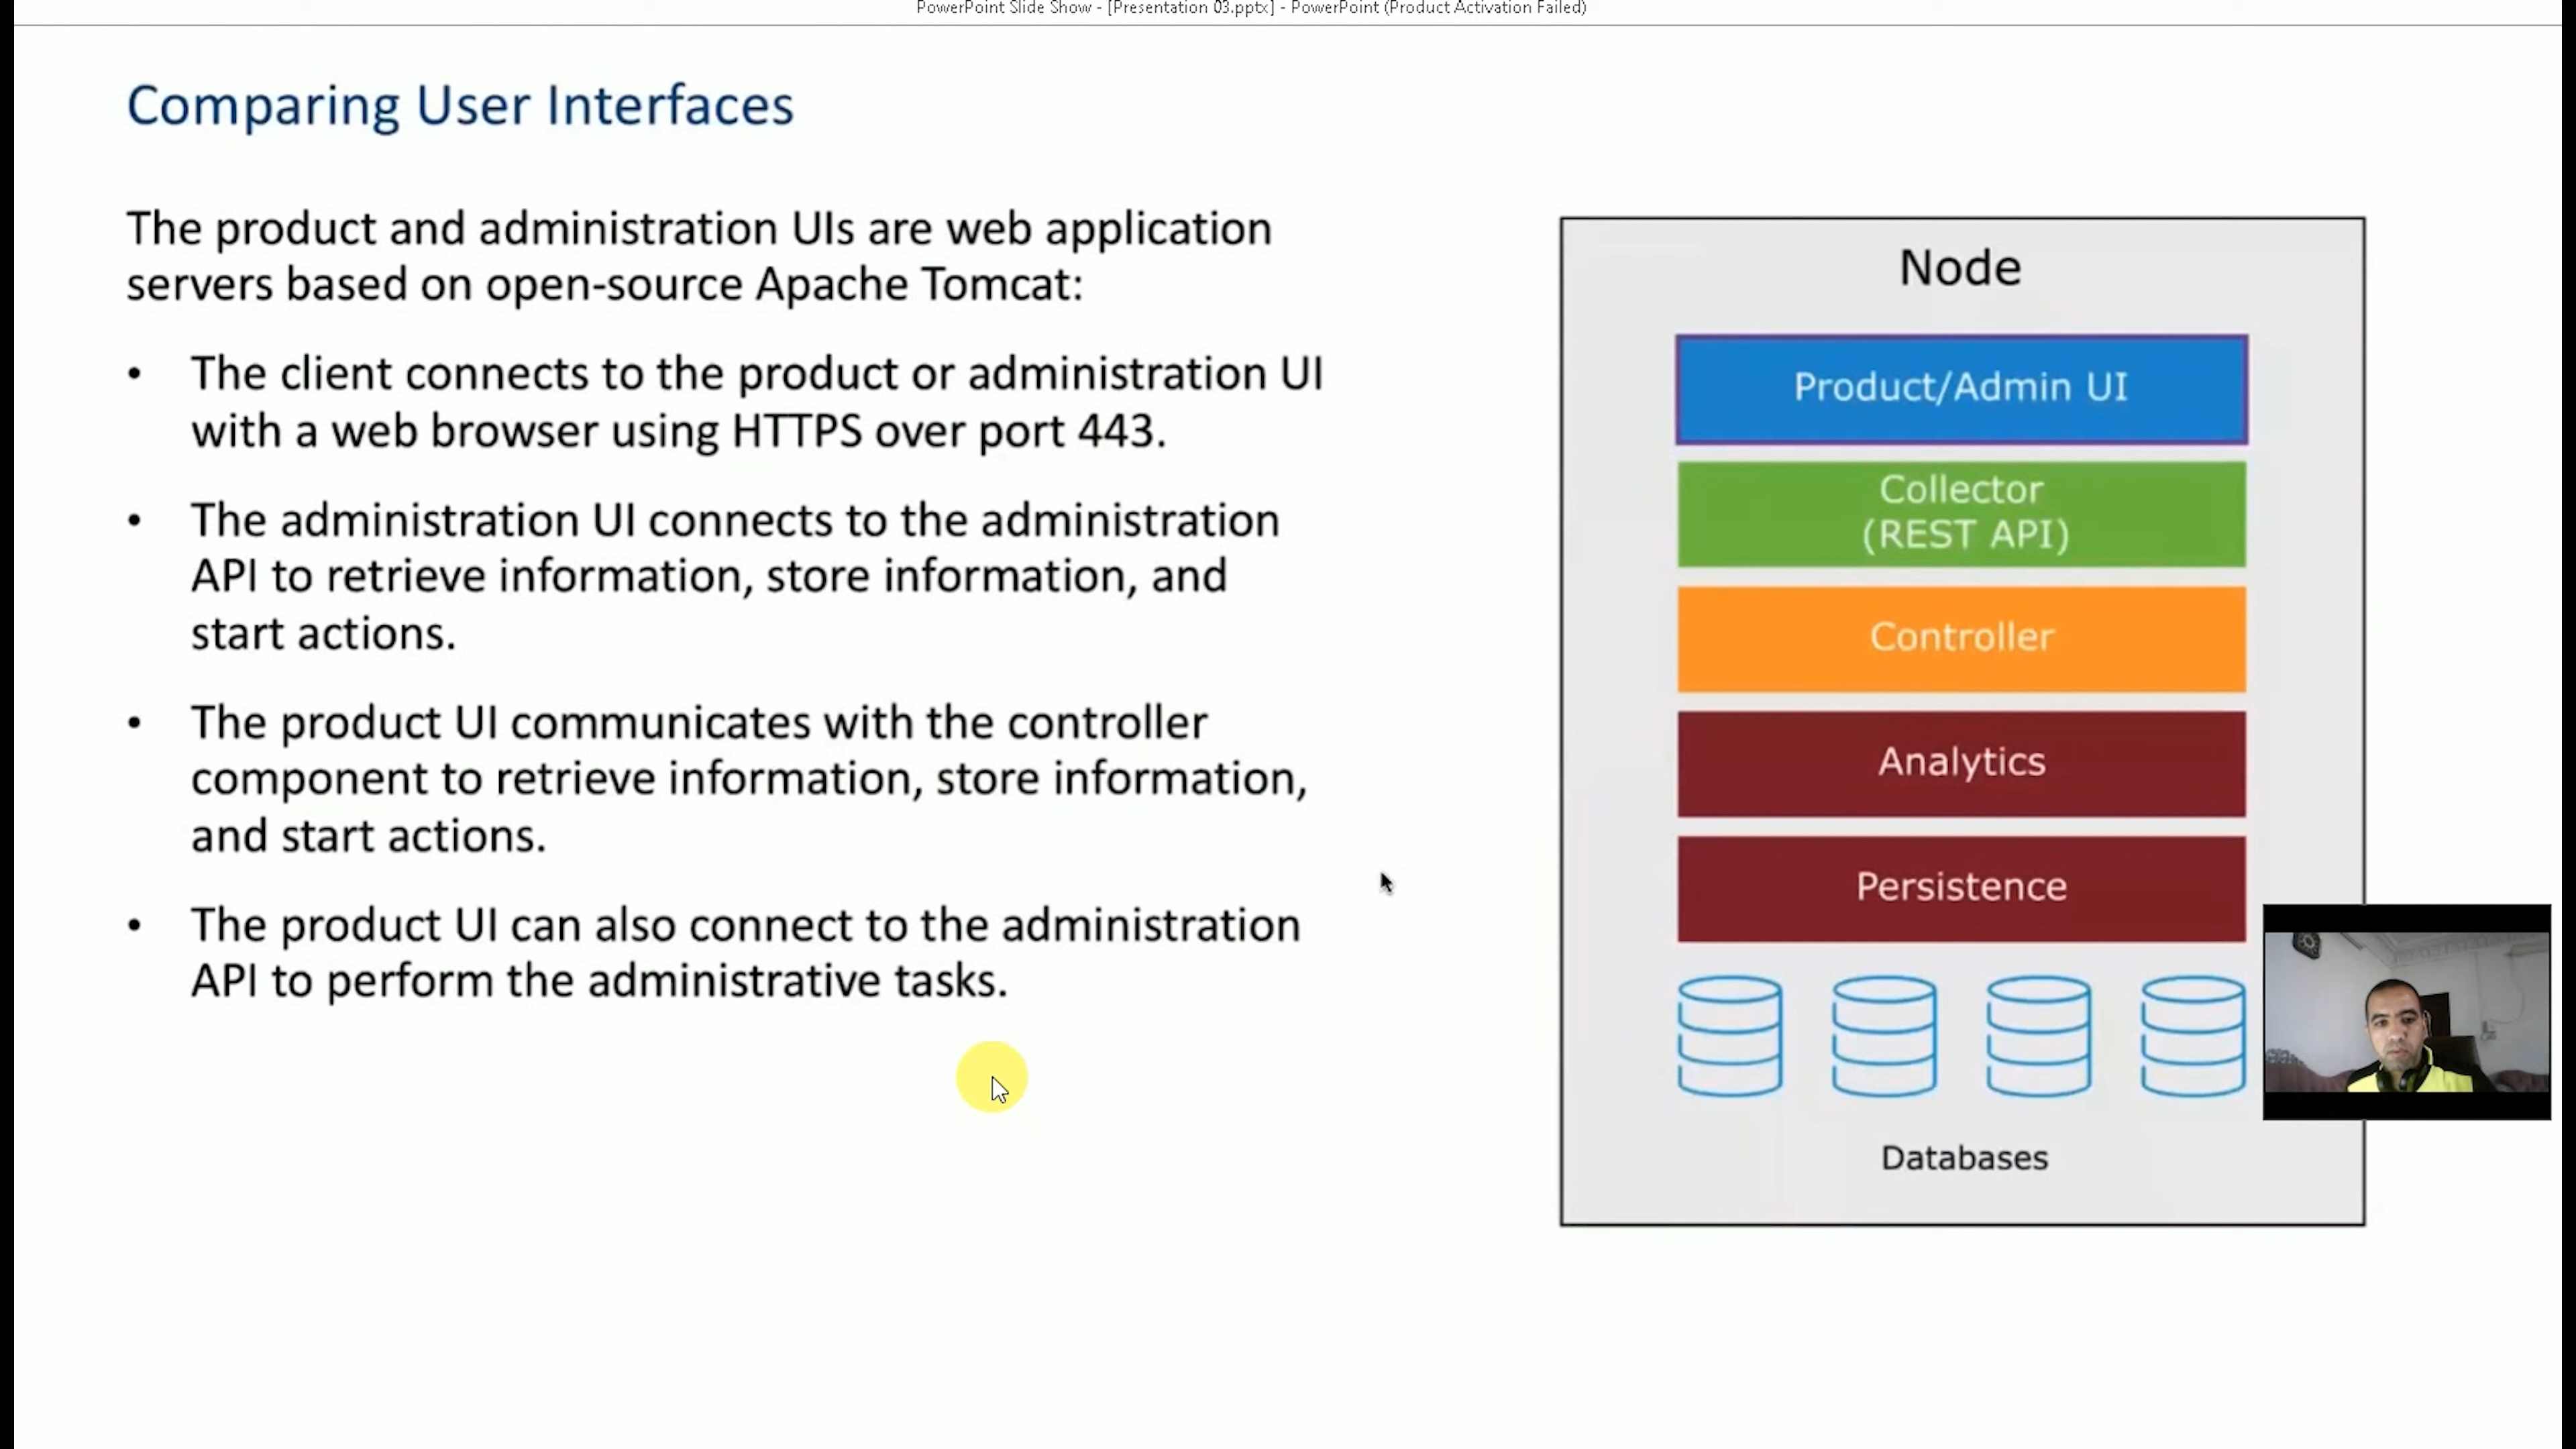 PowerPoint Slide Show - [Presentation 03.pptx] - PowerPoint (Product Activation Failed)
Comparing User Interfaces
The product and administration UIs are web application
servers based on open-source Apache Tomcat:
• The client connects to the product or administration UI
with a web browser using HTTPS over port 443.
• The administration UI connects to the administration
API to retrieve information, store information, and
start actions.
• The product UI communicates with the controller
component to retrieve information, store information,
and start actions.
• The product UI can also connect to the administration
API to perform the administrative tasks.
Node
Product/Admin UI
Collector
(REST API)
Controller
Analytics
Persistence
Databases